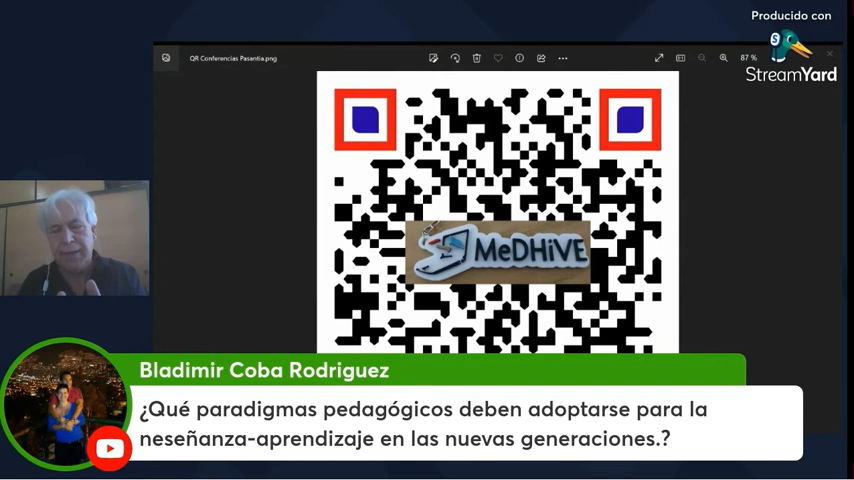 Producido con
StreamYard
QR Conferencias Pasantia.png
87 %
MeDHiVE
Bladimir Coba Rodriguez
¿Qué paradigmas pedagógicos deben adoptarse para la
neseñanza-aprendizaje en las nuevas generaciones.?